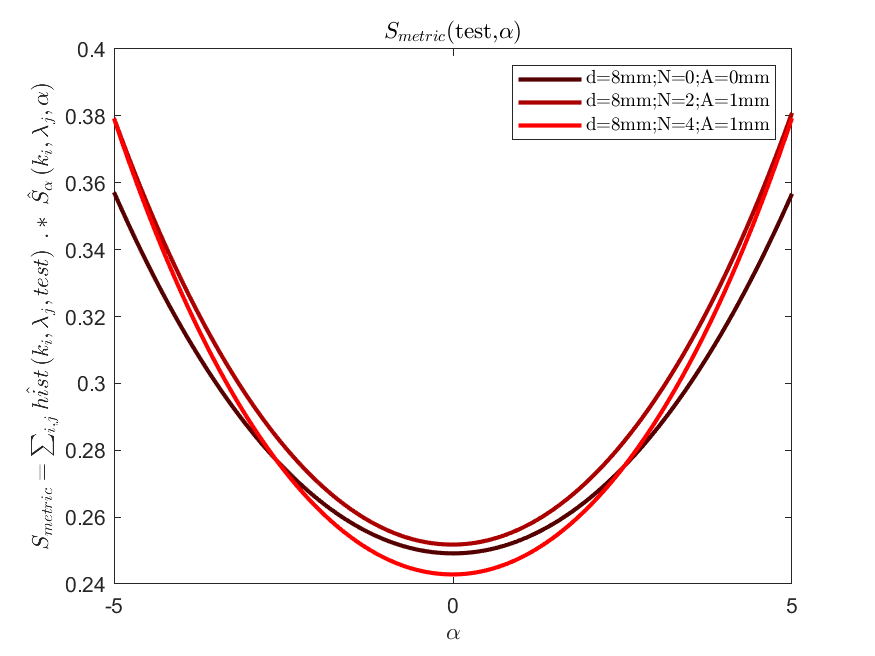 S_{metric}(test,α)
0.4
0.38
0.36
0.34
0.32
0.3
0.28
0.26
0.24
-5
0
5
α
S_{metric} = \sum_{i,j} \hat{hist}(k_i, λ_j, test) .* \hat{S}_α(k_i, λ_j, α)
d=8mm;N=0;A=0mm
d=8mm;N=2;A=1mm
d=8mm;N=4;A=1mm